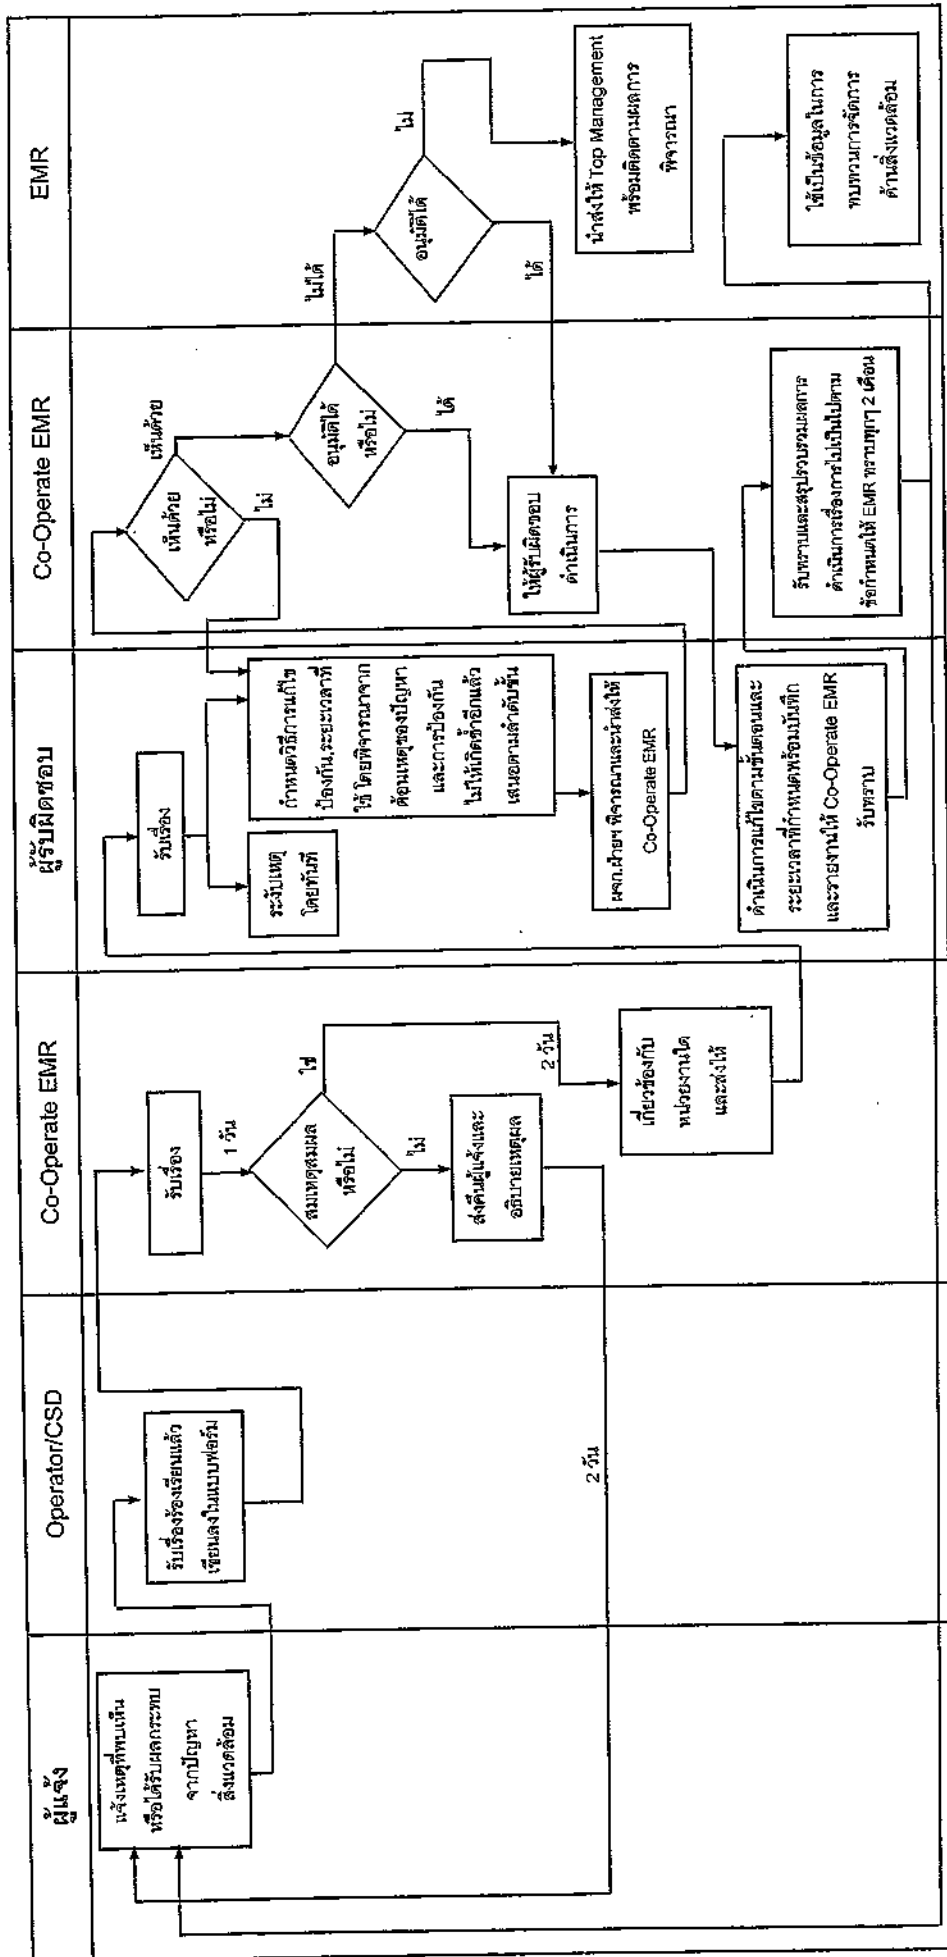 ผู้แจ้ง
Operator/CSD
Co-Operate EMR
ผู้รับผิดชอบ
Co-Operate EMR
EMR
แจ้งเหตุที่พบเห็น
หรือได้รับผลกระทบ
จากปัญหา
สิ่งแวดล้อม
รับเรื่องร้องเรียนแล้ว
เขียนลงในแบบฟอร์ม
รับเรื่อง
1 วัน
สมเหตุสมผล
หรือไม่
ใช่
ไม่
ส่งคืนผู้แจ้งและ
อธิบายเหตุผล
2 วัน
2 วัน
เกี่ยวข้องกับ
หน่วยงานใด
และส่งให้
รับเรื่อง
ระงับเหตุ
โดยทันที
กำหนดวิธีการแก้ไข
ป้องกัน,ระยะเวลาที่
ใช้ โดยพิจารณาจาก
ต้อนเหตุของปัญหา
และการป้องกัน
ไม่ให้เกิดซ้ำอีกแล้ว
เสนอตามลำดับขั้น
ผจก.ฝ่ายฯ พิจารณาและนำส่งให้
Co-Operate EMR
ดำเนินการแก้ไขตามขั้นตอนและ
ระยะเวลาที่กำหนดพร้อมบันทึก
และรายงานให้ Co-Operate EMR
รับทราบ
เห็นด้วย
หรือไม่
เห็นด้วย
ไม่
อนุมัติได้
หรือไม่
ไม่ได้
ได้
ให้ผู้รับผิดชอบ
ดำเนินการ
รับทราบและสรุปรวบรวมผลการ
ดำเนินการเรื่องการไปเป็นไปตาม
ข้อกำหนดให้ EMR ทราบทุกๆ 2 เดือน
อนุมัติได้
ไม่
ได้
นำส่งให้ Top Management
พร้อมติดตามผลการ
พิจารณา
ใช้เป็นข้อมูลในการ
ทบทวนการจัดการ
ด้านสิ่งแวดล้อม